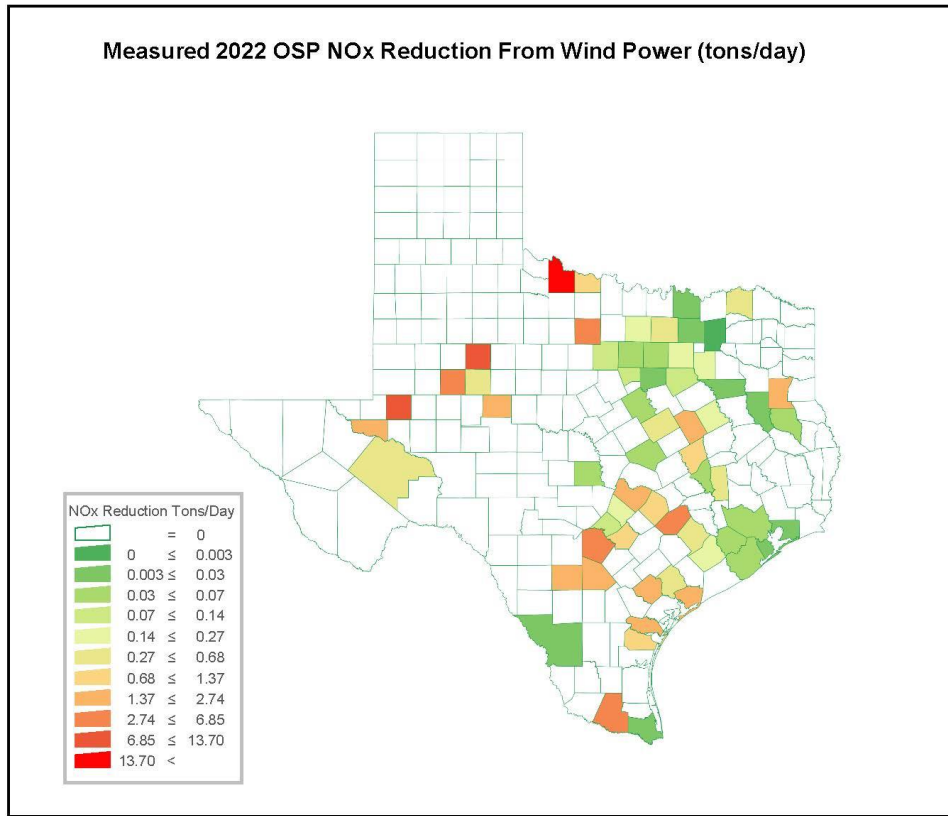 Measured 2022 OSP NOx Reduction From Wind Power (tons/day)
NOx Reduction Tons/Day
= 0
0 ≤ 0.003
0.003 ≤ 0.03
0.03 ≤ 0.07
0.07 ≤ 0.14
0.14 ≤ 0.27
0.27 ≤ 0.68
0.68 ≤ 1.37
1.37 ≤ 2.74
2.74 ≤ 6.85
6.85 ≤ 13.70
13.70 <